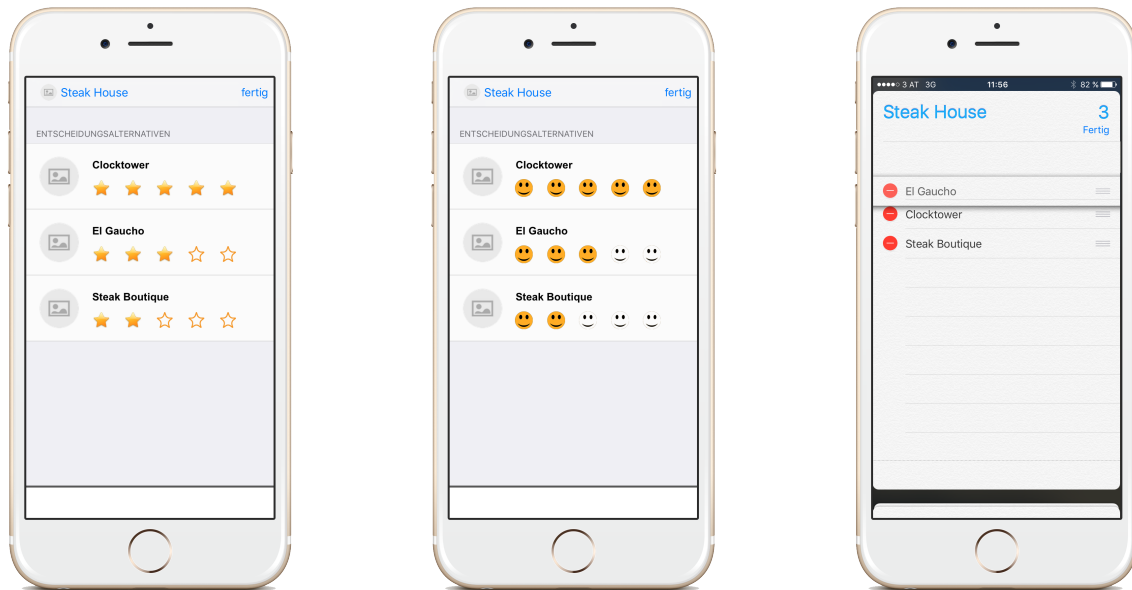 Steak House fertig
ENTSCHEIDUNGSALTERNATIVEN
Clocktower
El Gaucho
Steak Boutique
Steak House fertig
ENTSCHEIDUNGSALTERNATIVEN
Clocktower
El Gaucho
Steak Boutique
3 AT 3G 11:56 82 %
Steak House 3
Fertig
El Gaucho
Clocktower
Steak Boutique